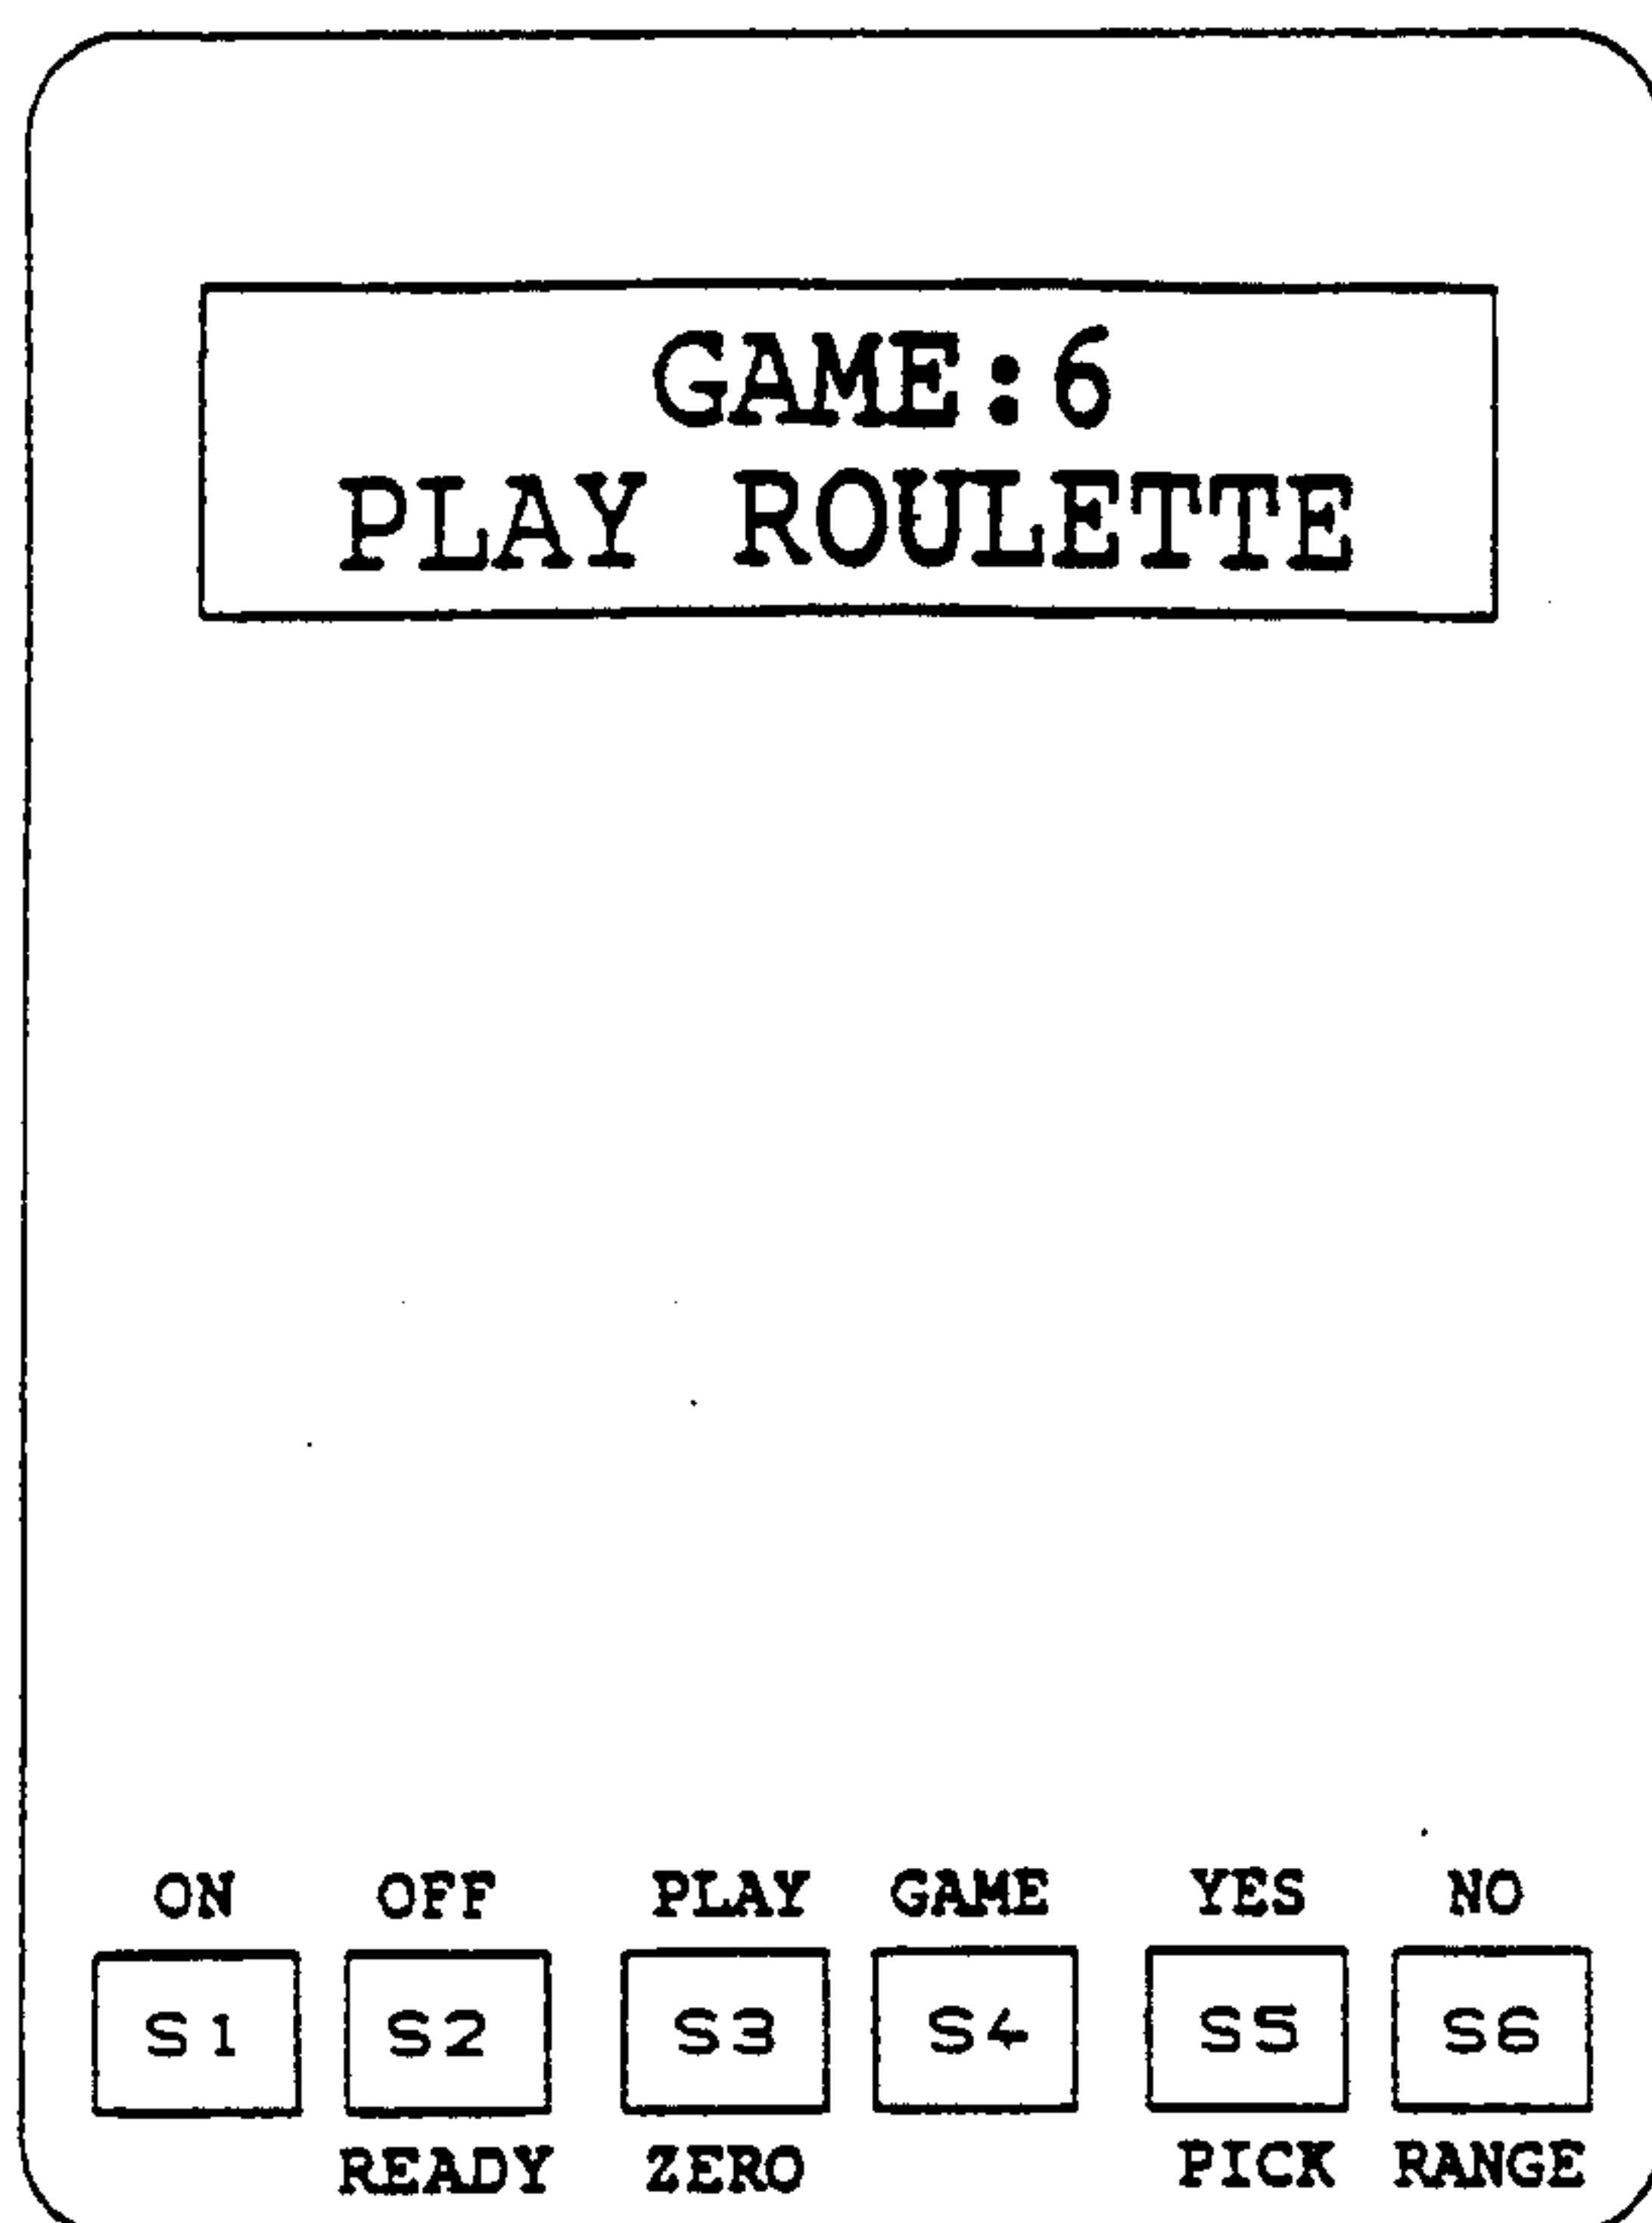 GAME:6
PLAY ROULETTE
ON OFF PLAY GAME YES NO
S1 S2 S3 S4 S5 S6
READY ZERO PICK RANGE